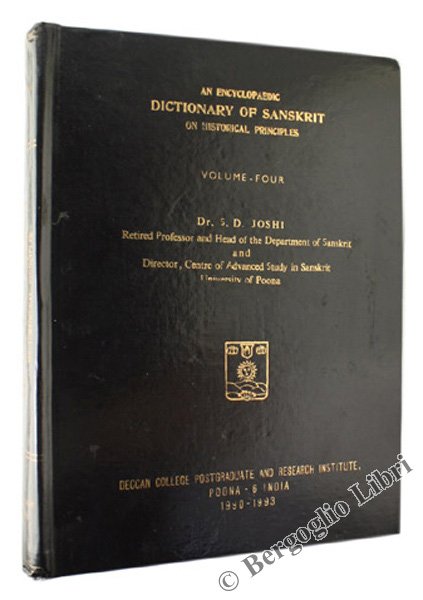 AN ENCYCLOPAEDIC
DICTIONARY OF SANSKRIT
ON HISTORICAL PRINCIPLES
VOLUME-FOUR
Dr. S. D. JOSHI
Retired Professor and Head of the Department of Sanskrit
and
Director, Centre of Advanced Study in Sanskrit
University of Poona
DECCAN COLLEGE POSTGRADUATE AND RESEARCH INSTITUTE,
POONA - 6 INDIA
1990-1993
© Bergoglio Libri